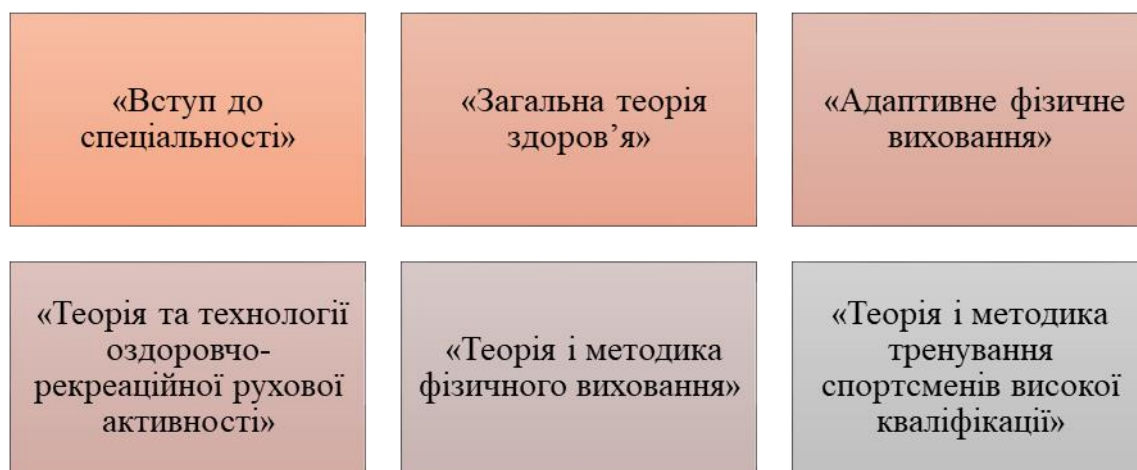 «Вступ до
спеціальності»
«Загальна теорія
здоров’я»
«Адаптивне фізичне
виховання»
«Теорія та технології
оздоровчо-
рекреаційної рухової
активності»
«Теорія і методика
фізичного виховання»
«Теорія і методика
тренування
спортсменів високої
кваліфікації»